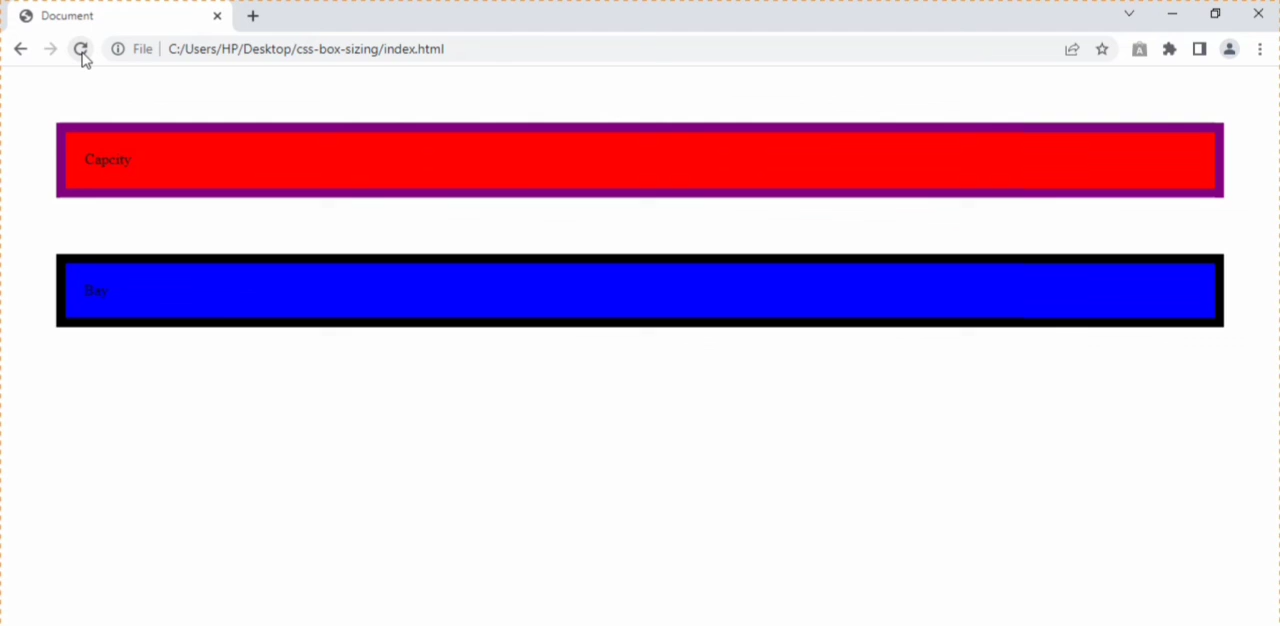 Document
File
C:/Users/HP/Desktop/css-box-sizing/index.html
Capcity
Bay